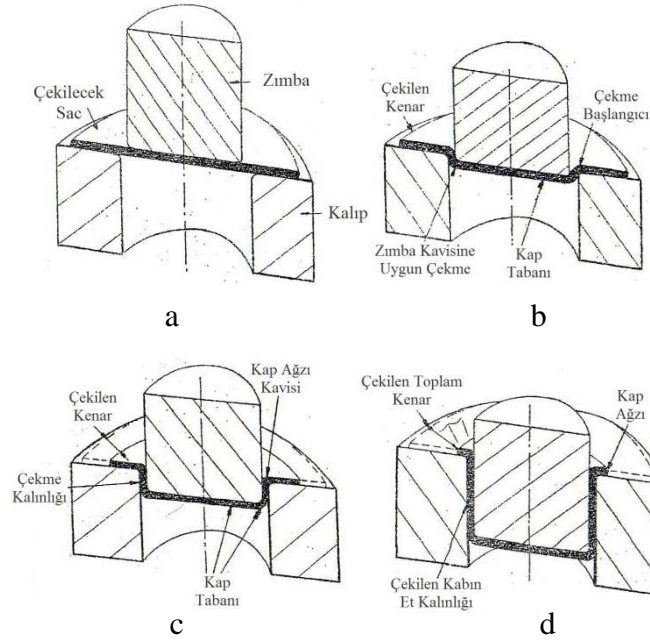 Zımba
Çekilecek
Sac
Kalıp
a
Çekilen
Kenar
Çekme
Başlangıcı
Zımba Kavisine
Uygun Çekme
Kap
Tabanı
b
Kap Ağzı
Kavisi
Çekilen
Kenar
Çekme
Kalınlığı
Kap
Tabanı
c
Çekilen Toplam
Kenar
Kap
Ağzı
Çekilen Kabın
Et Kalınlığı
d